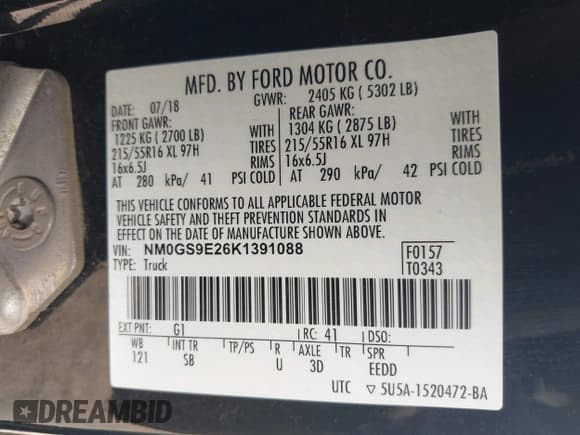 MFD. BY FORD MOTOR CO.
DATE: 07/18 GVWR: 2405 KG ( 5302 LB)
FRONT GAWR: REAR GAWR:
1225 KG ( 2700 LB) WITH 1304 KG ( 2875 LB) WITH
215/55R16 XL 97H TIRES 215/55R16 XL 97H TIRES
16x6.5J RIMS 16x6.5J RIMS
AT 280 kPa/ 41 PSI COLD AT 290 kPa/ 42 PSI COLD
THIS VEHICLE CONFORMS TO ALL APPLICABLE FEDERAL MOTOR
VEHICLE SAFETY AND THEFT PREVENTION STANDARDS IN
EFFECT ON THE DATE OF MANUFACTURE SHOWN ABOVE.
VIN: NM0GS9E26K1391088 F0157
TYPE: Truck T0343
EXT PNT: G1 RC: 41 DSO:
WB INT TR TP/PS R AXLE TR SPR
121 SB U 3D EEDD
UTC ▽5U5A-1520472-BA
DREAMBID